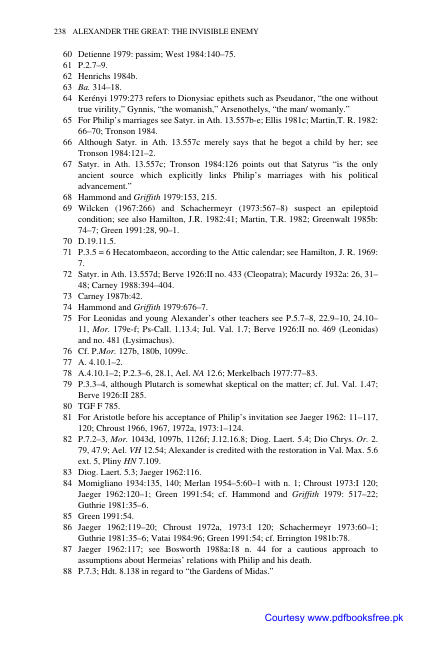 238 ALEXANDER THE GREAT: THE INVISIBLE ENEMY
60 Detienne 1979: passim; West 1984:140–75.
61 P.2.7–9.
62 Henrichs 1984b.
63 Ba. 314–18.
64 Kerényi 1979:273 refers to Dionysiac epithets such as Pseudanor, “the one without
true virility,” Gynnis, “the womanish,” Arsenothelys, “the man/ womanly.”
65 For Philip’s marriages see Satyr. in Ath. 13.557b-e; Ellis 1981c; Martin,T.R. 1982:
66–70; Tronson 1984.
66 Although Satyr. in Ath. 13.557c merely says that he begot a child by her; see
Tronson 1984:121–2.
67 Satyr. in Ath. 13.557c; Tronson 1984:126 points out that Satyrus “is the only
ancient source which explicitly links Philip’s marriages with his political
advancement.”
68 Hammond and Griffith 1979:153, 215.
69 Wilcken (1967:266) and Schachermeyr (1973:567–8) suspect an epileptoid
condition; see also Hamilton, J.R. 1982:41; Martin, T.R. 1982; Greenwalt 1985b:
74–7; Green 1991:28, 90–1.
70 D.19.11.5.
71 P.3.5 = 6 Hecatombaeon, according to the Attic calendar; see Hamilton, J. R. 1969:
7.
72 Satyr. in Ath. 13.557d; Berve 1926:II no. 433 (Cleopatra); Macurdy 1932a: 26, 31–
48; Carney 1988:394–404.
73 Carney 1987b:42.
74 Hammond and Griffith 1979:676–7.
75 For Leonidas and young Alexander’s other teachers see P.5.7–8, 22.9–10, 24.10–
11, Mor. 179e-f; Ps-Call. 1.13.4; Jul. Val. 1.7; Berve 1926:II no. 469 (Leonidas)
and no. 481 (Lysimachus).
76 Cf. P.Mor. 127b, 180b, 1099c.
77 A. 4.10.1–2.
78 A.4.10.1–2; P.2.3–6, 28.1, Ael. NA 12.6; Merkelbach 1977:77–83.
79 P.3.3–4, although Plutarch is somewhat skeptical on the matter; cf. Jul. Val. 1.47;
Berve 1926:II 285.
80 TGF F 785.
81 For Aristotle before his acceptance of Philip’s invitation see Jaeger 1962: 11–117,
120; Chroust 1966, 1967, 1972a, 1973:1–124.
82 P.7.2–3, Mor. 1043d, 1097b, 1126f; J.12.16.8; Diog. Laert. 5.4; Dio Chrys. Or. 2.
79, 47.9; Ael. VH 12.54; Alexander is credited with the restoration in Val. Max. 5.6
ext. 5, Pliny HN 7.109.
83 Diog. Laert. 5.3; Jaeger 1962:116.
84 Momigliano 1934:135, 140; Merlan 1954–5:60–1 with n. 1; Chroust 1973:I 120;
Jaeger 1962:120–1; Green 1991:54; cf. Hammond and Griffith 1979: 517–22;
Guthrie 1981:35–6.
85 Green 1991:54.
86 Jaeger 1962:119–20; Chroust 1972a, 1973:I 120; Schachermeyr 1973:60–1;
Guthrie 1981:35–6; Vatai 1984:96; Green 1991:54; cf. Errington 1981b:78.
87 Jaeger 1962:117; see Bosworth 1988a:18 n. 44 for a cautious approach to
assumptions about Hermeias’ relations with Philip and his death.
88 P.7.3; Hdt. 8.138 in regard to “the Gardens of Midas.”
Courtesy www.pdfbooksfree.pk